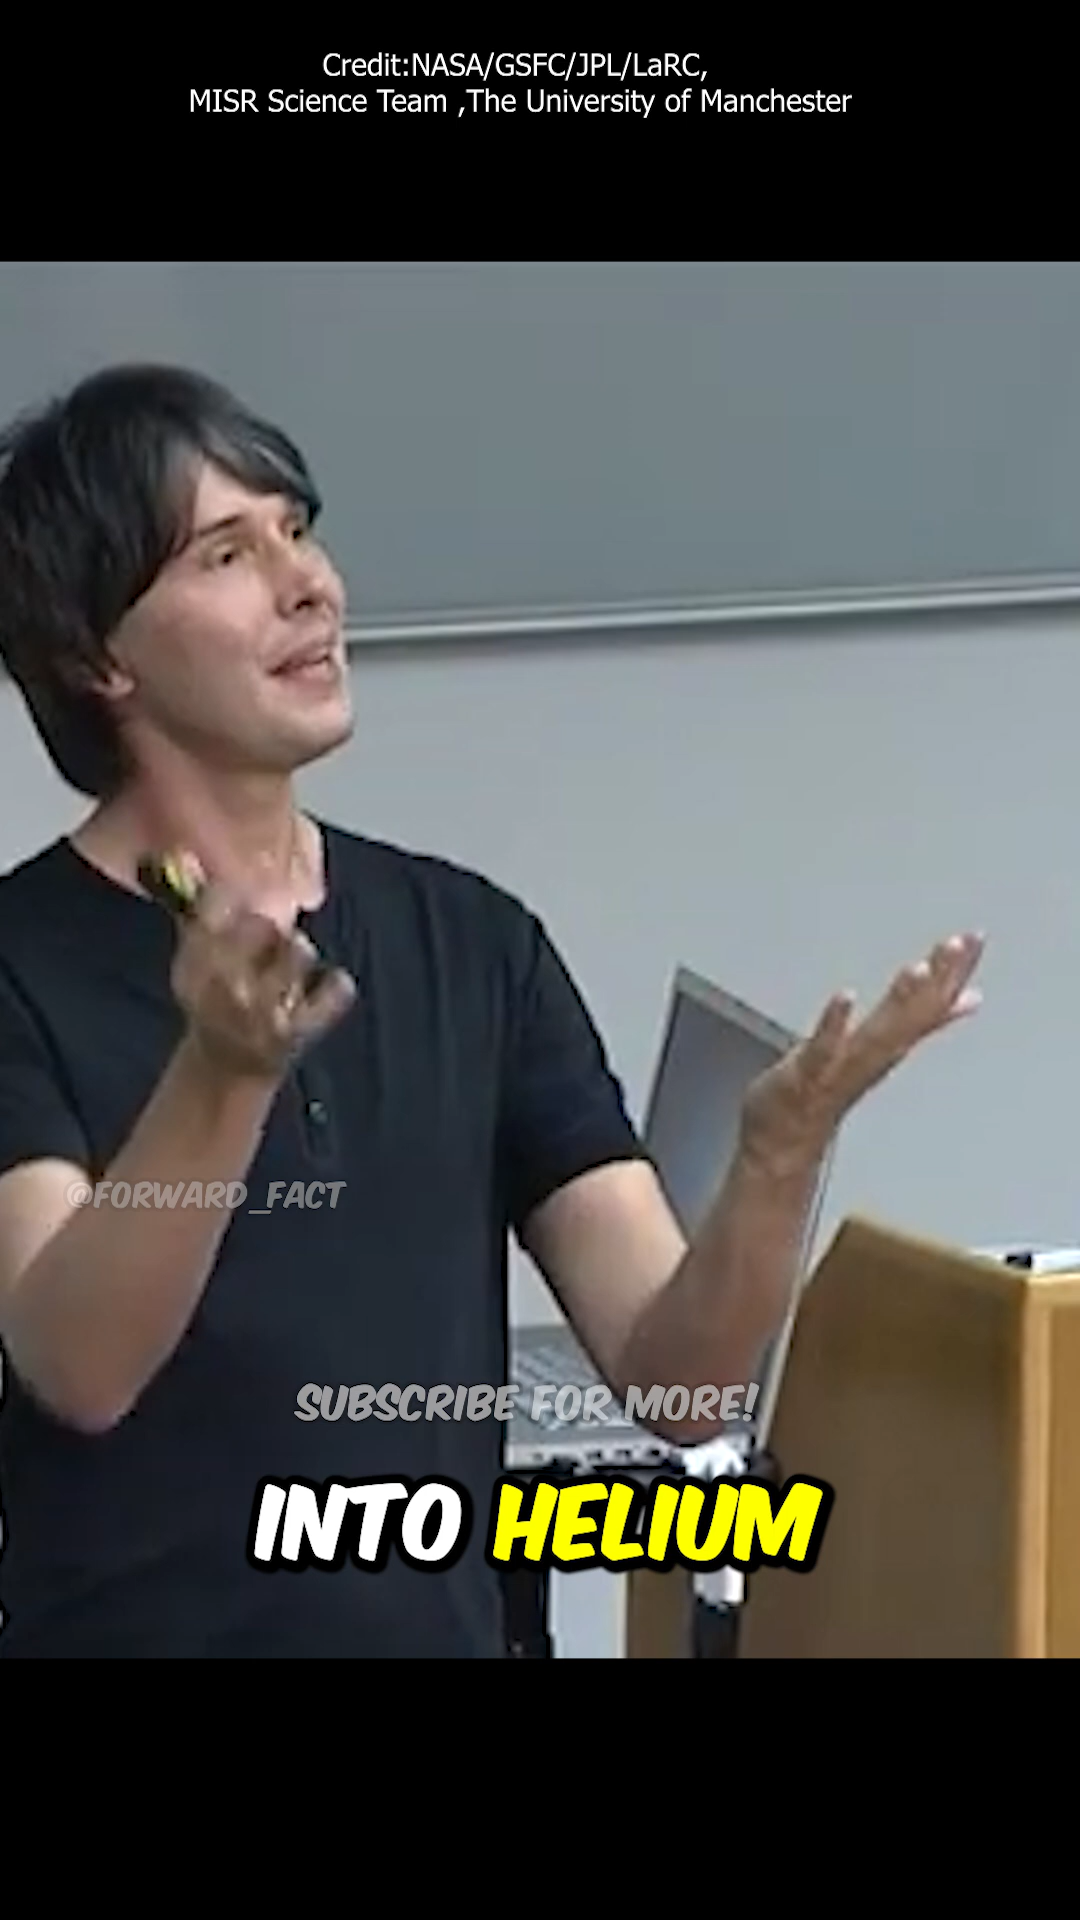 Credit:NASA/GSFC/JPL/LaRC,
MISR Science Team ,The University of Manchester
@FORWARD_FACT
SUBSCRIBE FOR MORE!
INTO HELIUM